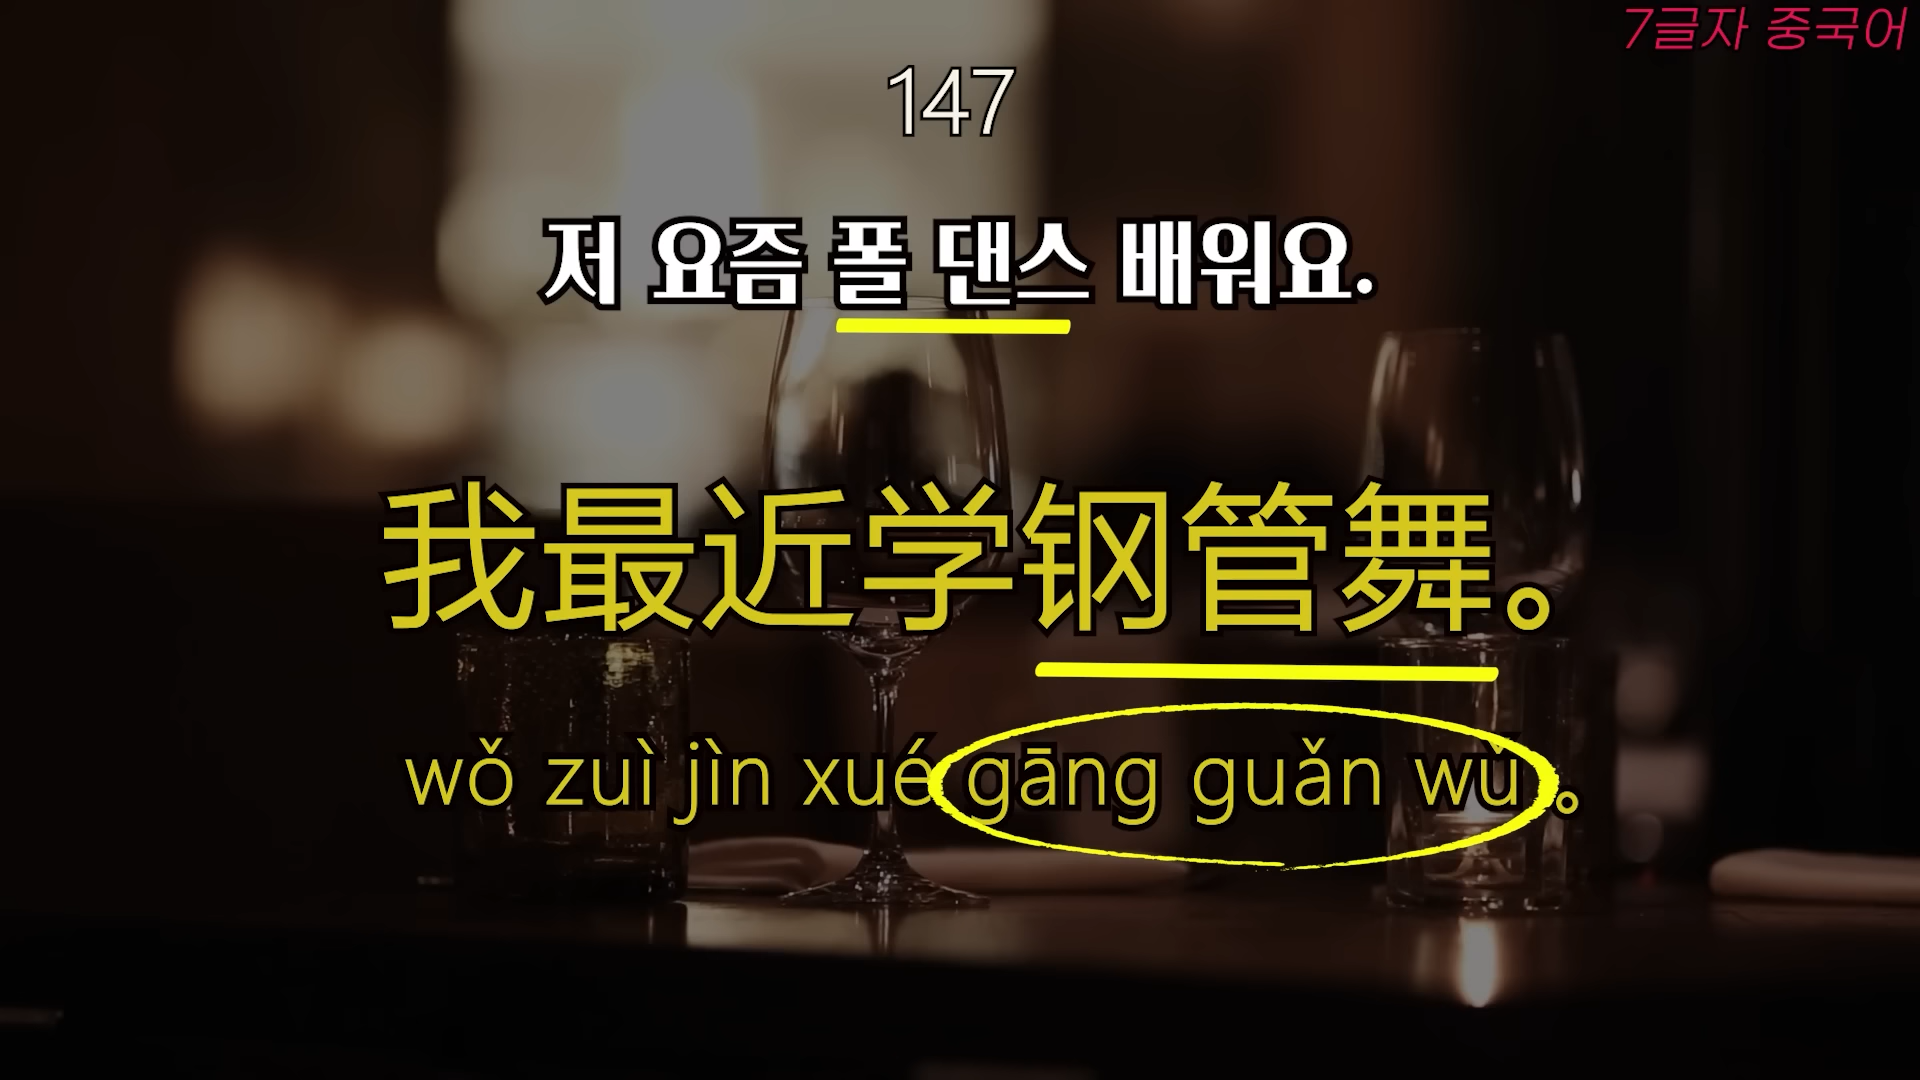 7글자 중국어
147
저 요즘 폴 댄스 배워요.
我最近学钢管舞。
wǒ zuì jìn xué gāng guǎn wǔ 。